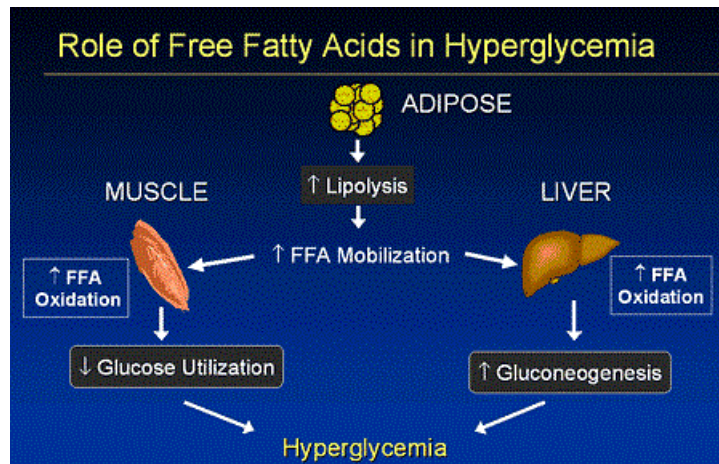 Role of Free Fatty Acids in Hyperglycemia
ADIPOSE
↑ Lipolysis
MUSCLE
LIVER
↑ FFA Mobilization
↑ FFA
Oxidation
↑ FFA
Oxidation
↓ Glucose Utilization
↑ Gluconeogenesis
Hyperglycemia